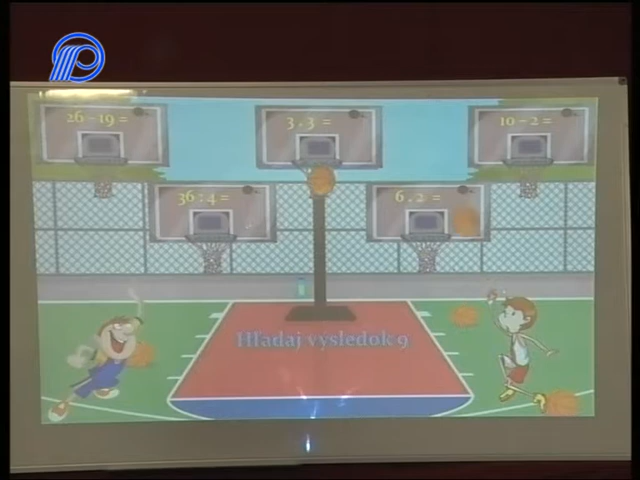 26 - 19 =
3 . 3 =
10 - 2 =
36 : 4 =
6 . 2 =
Hľadaj výsledok 9